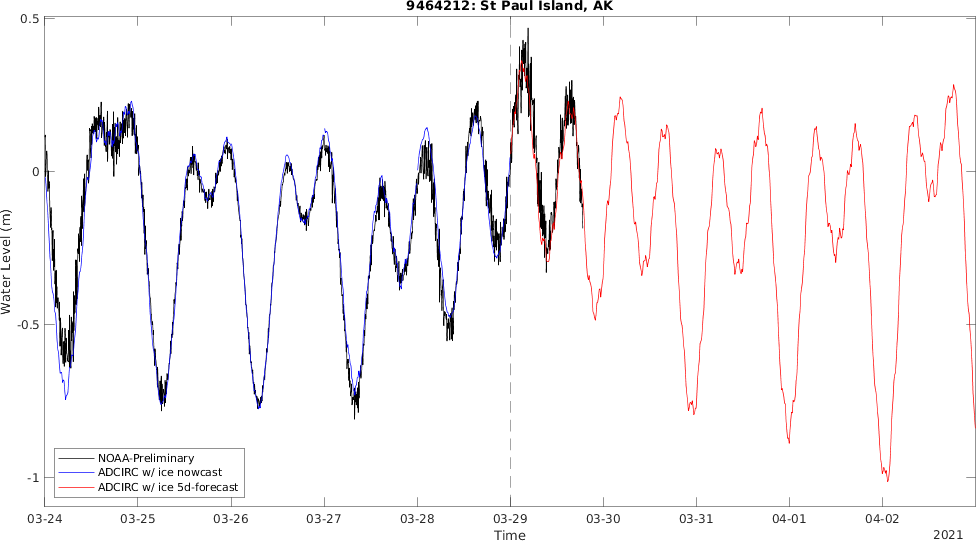 9464212: St Paul Island, AK
0.5
0
-0.5
-1
Water Level (m)
NOAA-Preliminary
ADCIRC w/ ice nowcast
ADCIRC w/ ice 5d-forecast
03-24 03-25 03-26 03-27 03-28 03-29 03-30 03-31 04-01 04-02
Time
2021